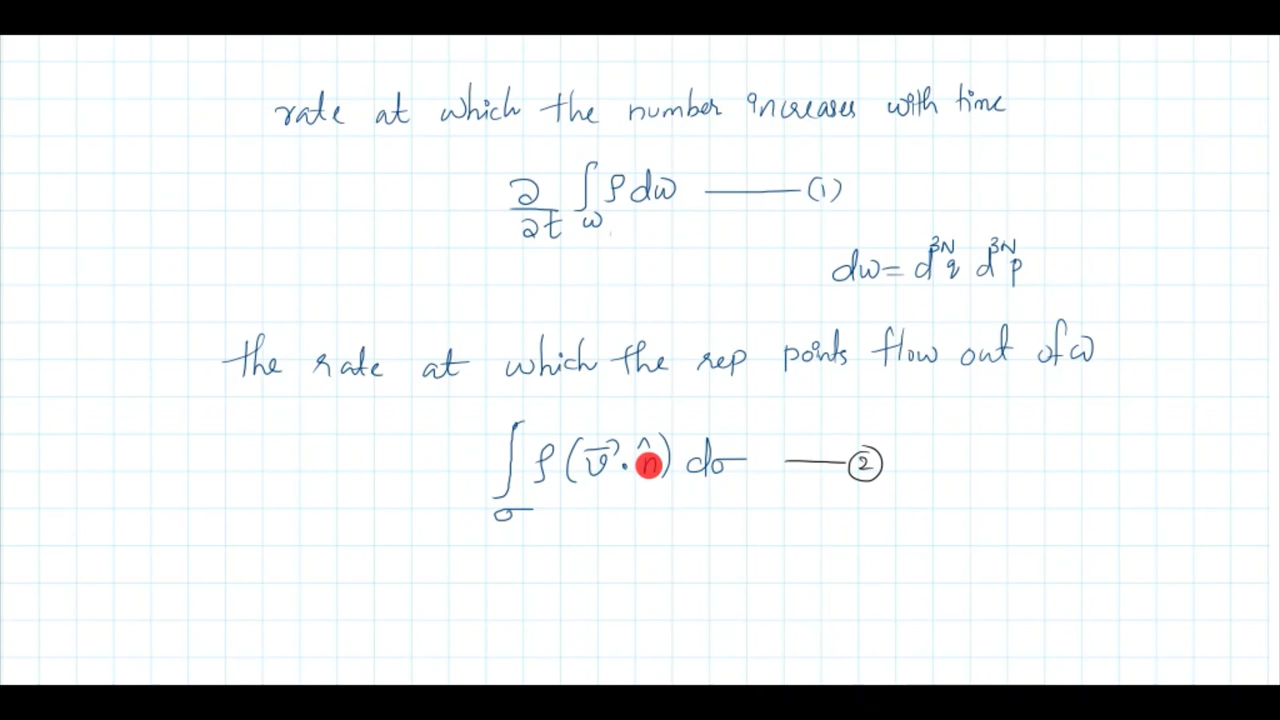 rate at which the number increases with time
∂/∂t ∫_ω ρ dω ——— (1)
dω = d^{3N}q d^{3N}p
the rate at which the rep points flow out of ω
∫_σ ρ (v⃗ · n̂) dσ —— ②